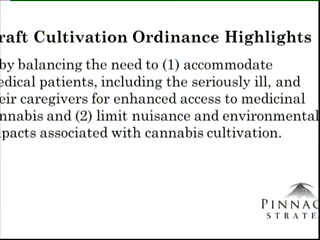 raft Cultivation Ordinance Highlights
by balancing the need to (1) accommodate
edical patients, including the seriously ill, and
eir caregivers for enhanced access to medicinal
nnabis and (2) limit nuisance and environmental
pacts associated with cannabis cultivation.
PINNAC
STRATE